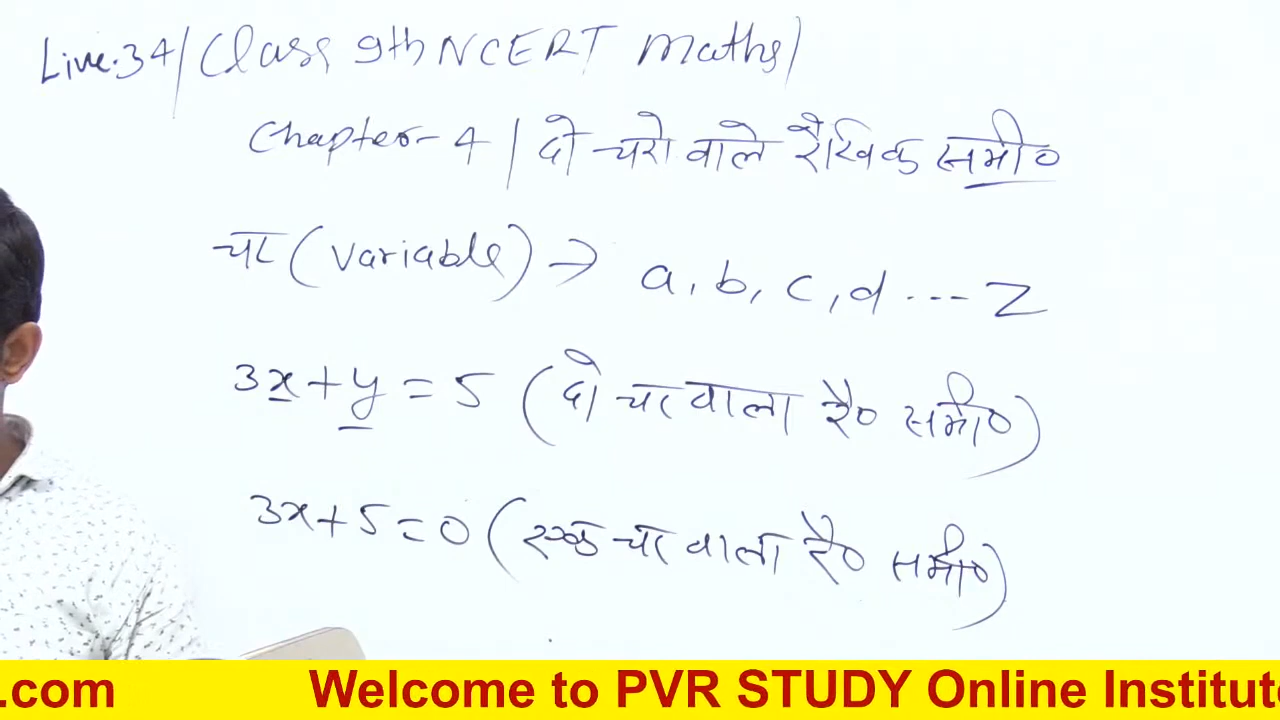 Live.34/Class 9th NCERT Maths/
Chapter-4 | दो चरो वाले रैखिक समी०
चर (variable) → a, b, c, d ... z
3x + y = 5 (दो चर वाला रै० समी०)
3x + 5 = 0 (एक चर वाला रै० समी०)
.com Welcome to PVR STUDY Online Institut